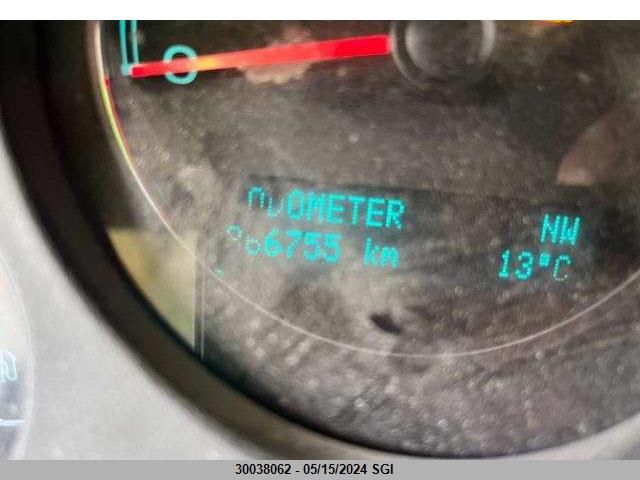 ODOMETER NW
km 13°C
30038062 - 05/15/2024 SGI